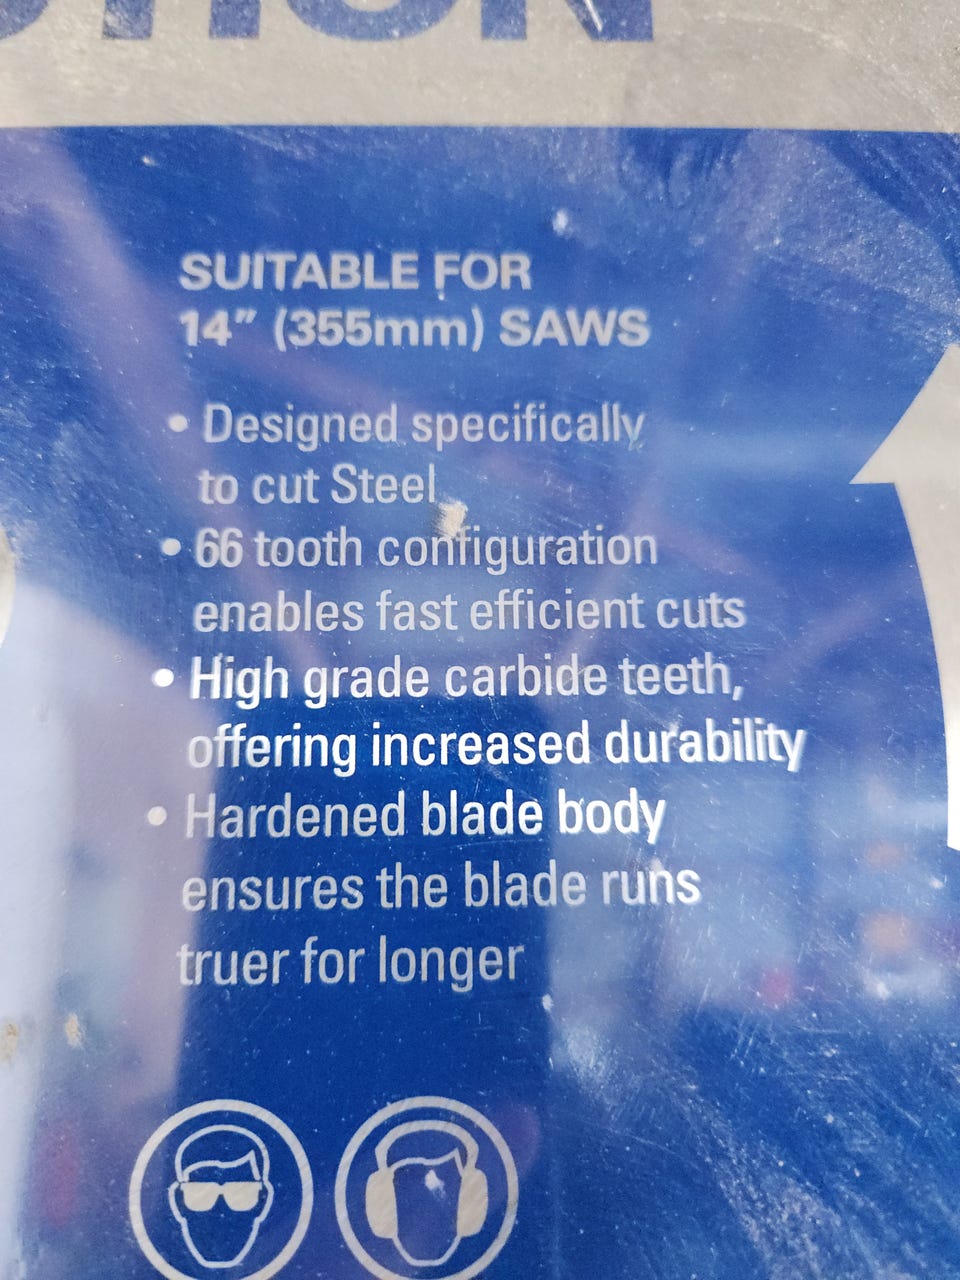 SUITABLE FOR
14" (355mm) SAWS
• Designed specifically
to cut Steel
• 66 tooth configuration
enables fast efficient cuts
• High grade carbide teeth,
offering increased durability
• Hardened blade body
ensures the blade runs
truer for longer